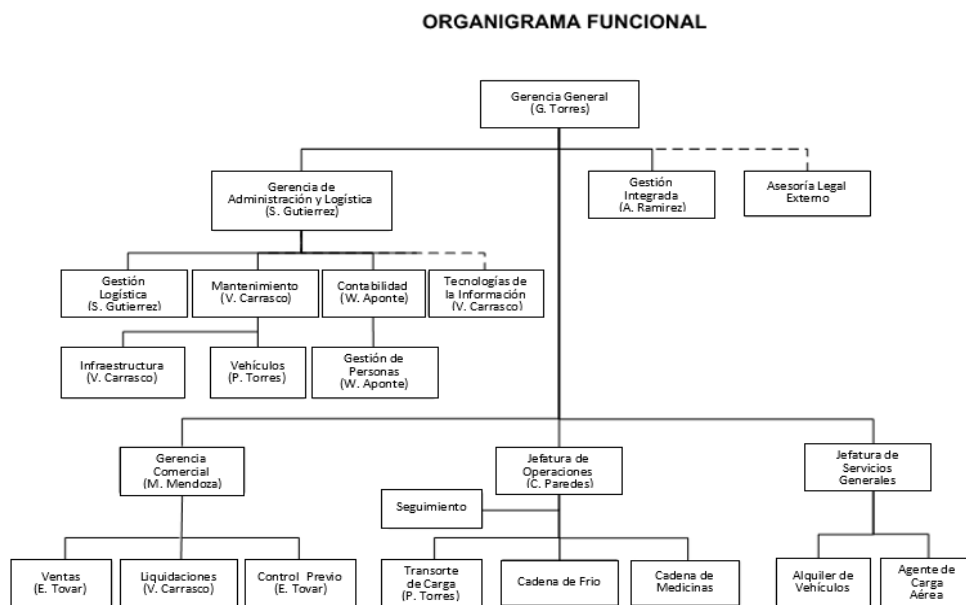 ORGANIGRAMA FUNCIONAL
Gerencia General
(G. Torres)
Gerencia de
Administración y Logística
(S. Gutierrez)
Gestión
Integrada
(A. Ramirez)
Asesoría Legal
Externo
Gestión
Logística
(S. Gutierrez)
Mantenimiento
(V. Carrasco)
Contabilidad
(W. Aponte)
Tecnologías de
la Información
(V. Carrasco)
Infraestructura
(V. Carrasco)
Vehículos
(P. Torres)
Gestión de
Personas
(W. Aponte)
Gerencia
Comercial
(M. Mendoza)
Jefatura de
Operaciones
(C. Paredes)
Jefatura de
Servicios
Generales
Seguimiento
Ventas
(E. Tovar)
Liquidaciones
(V. Carrasco)
Control Previo
(E. Tovar)
Transorte
de Carga
(P. Torres)
Cadena de Frio
Cadena de
Medicinas
Alquiler de
Vehículos
Agente de
Carga
Aérea